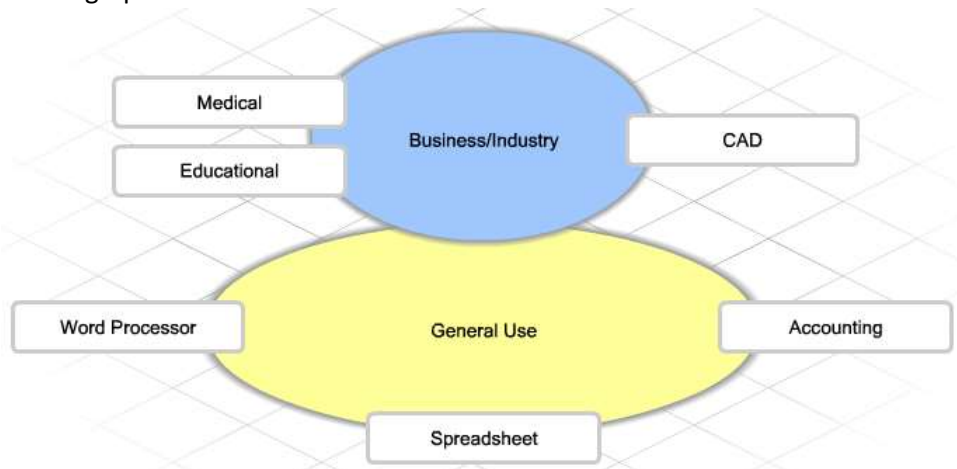 Medical
Business/Industry
CAD
Educational
Word Processor
General Use
Accounting
Spreadsheet